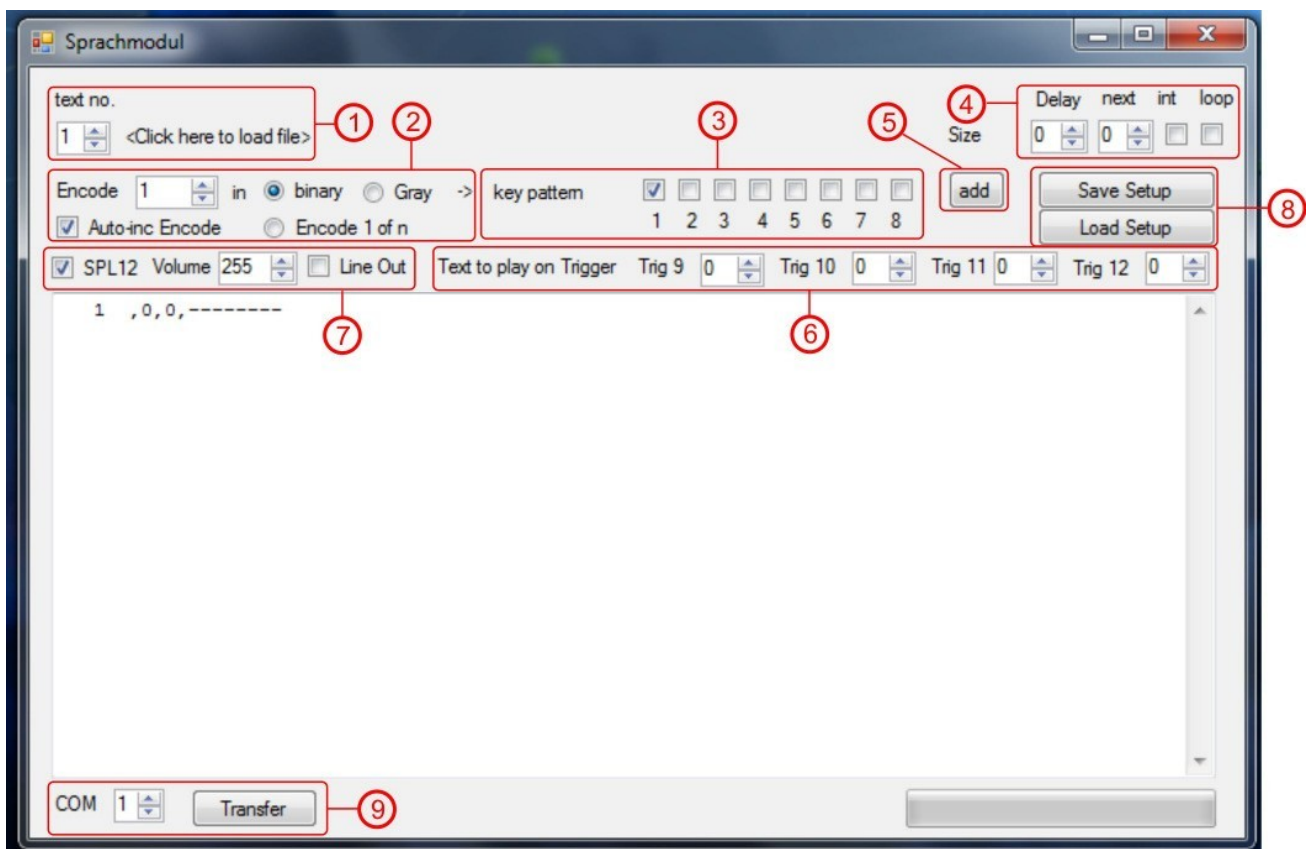 Sprachmodul
text no.
1 <Click here to load file>
1
2
3
5
Size
4
Delay next int loop
0 0
Encode 1 in binary Gray ->
Auto-inc Encode Encode 1 of n
key pattern
1 2 3 4 5 6 7 8
add
Save Setup
Load Setup
8
SPL12 Volume 255 Line Out
Text to play on Trigger Trig 9 0 Trig 10 0 Trig 11 0 Trig 12 0
7
6
1 ,0,0,--------
COM 1 Transfer
9